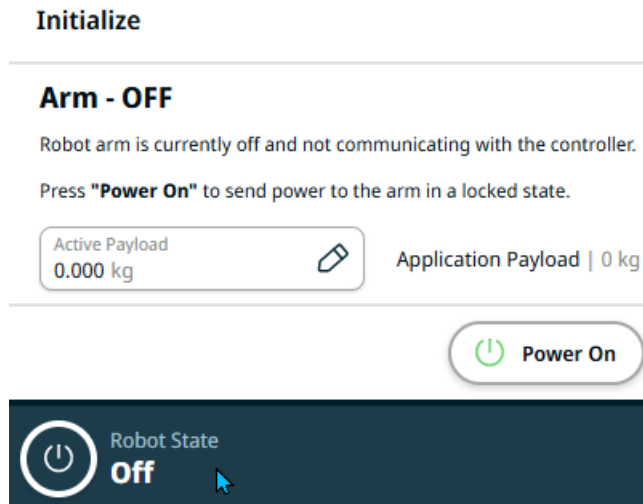 Initialize
Arm - OFF
Robot arm is currently off and not communicating with the controller.
Press "Power On" to send power to the arm in a locked state.
Active Payload
0.000 kg
Application Payload | 0 kg
Power On
Robot State
Off